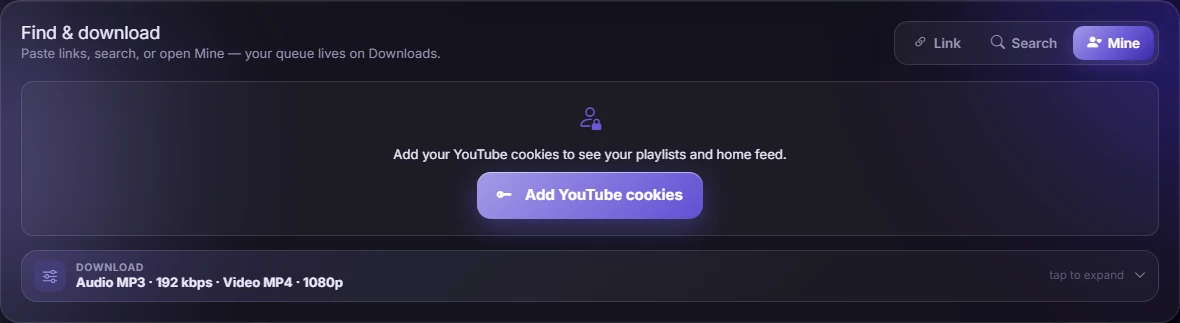 Find & download
Paste links, search, or open Mine — your queue lives on Downloads.
Link
Search
Mine
Add your YouTube cookies to see your playlists and home feed.
Add YouTube cookies
DOWNLOAD
Audio MP3 · 192 kbps · Video MP4 · 1080p
tap to expand